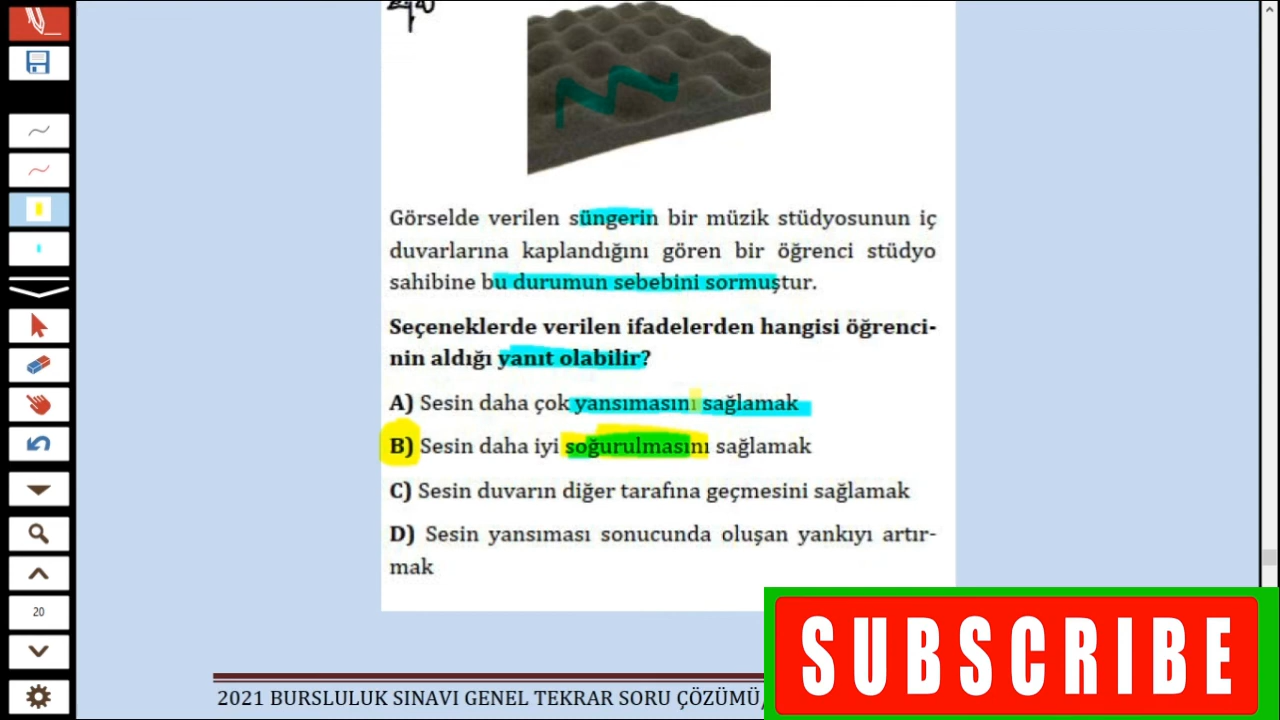 Görselde verilen süngerin bir müzik stüdyosunun iç
duvarlarına kaplandığını gören bir öğrenci stüdyo
sahibine bu durumun sebebini sormuştur.
Seçeneklerde verilen ifadelerden hangisi öğrenci-
nin aldığı yanıt olabilir?
A) Sesin daha çok yansımasını sağlamak
B) Sesin daha iyi soğurulmasını sağlamak
C) Sesin duvarın diğer tarafına geçmesini sağlamak
D) Sesin yansıması sonucunda oluşan yankıyı artır-
mak
20
SUBSCRIBE
2021 BURSLULUK SINAVI GENEL TEKRAR SORU ÇÖZÜMÜ/